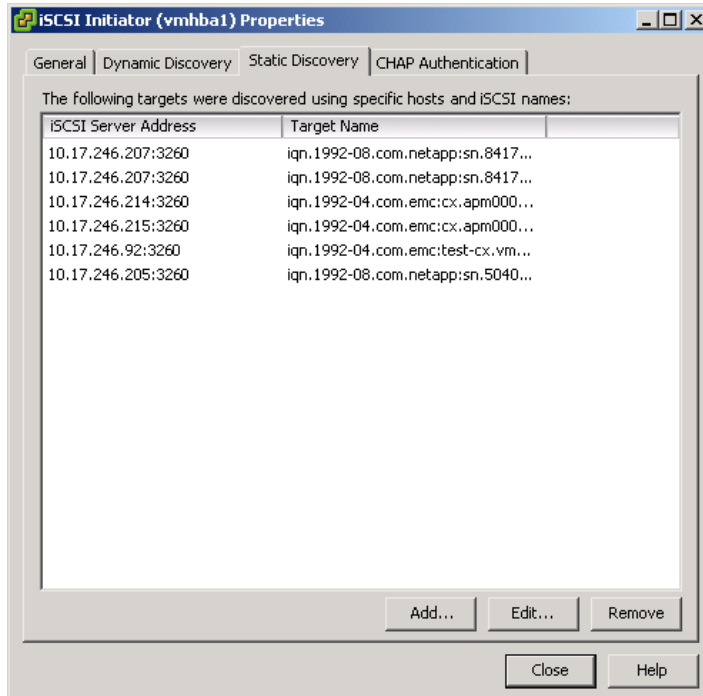 iSCSI Initiator (vmhba1) Properties
General Dynamic Discovery Static Discovery CHAP Authentication
The following targets were discovered using specific hosts and iSCSI names:
iSCSI Server Address Target Name
10.17.246.207:3260 iqn.1992-08.com.netapp:sn.8417...
10.17.246.207:3260 iqn.1992-08.com.netapp:sn.8417...
10.17.246.214:3260 iqn.1992-04.com.emc:cx.apm000...
10.17.246.215:3260 iqn.1992-04.com.emc:cx.apm000...
10.17.246.92:3260 iqn.1992-04.com.emc:test-cx.vm...
10.17.246.205:3260 iqn.1992-08.com.netapp:sn.5040...
Add... Edit... Remove
Close Help